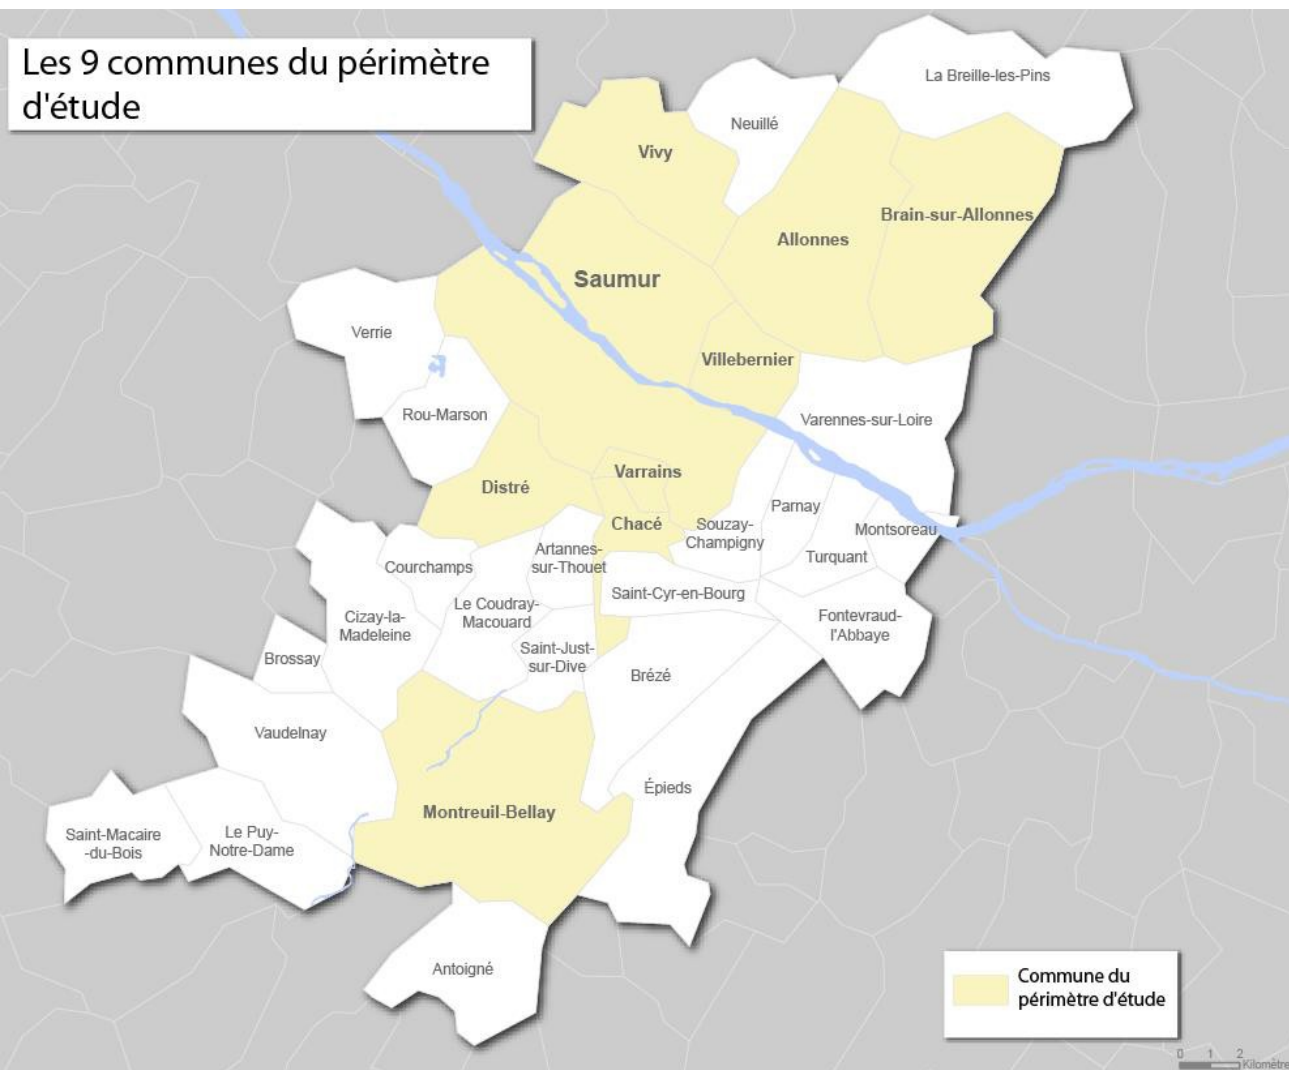 Les 9 communes du périmètre
d'étude
La Breille-les-Pins
Neuillé
Vivy
Brain-sur-Allonnes
Allonnes
Saumur
Verrie
Villebernier
Rou-Marson
Varennes-sur-Loire
Varrains
Distré
Parnay
Chacé
Souzay-
Champigny
Montsoreau
Artannes-
sur-Thouet
Turquant
Courchamps
Saint-Cyr-en-Bourg
Le Coudray-
Macouard
Cizay-la-
Madeleine
Fontevraud-
l'Abbaye
Saint-Just-
sur-Dive
Brossay
Brézé
Vaudelnay
Épieds
Montreuil-Bellay
Saint-Macaire
-du-Bois
Le Puy-
Notre-Dame
Antoigné
Commune du
périmètre d'étude
0 1 2
Kilomètre